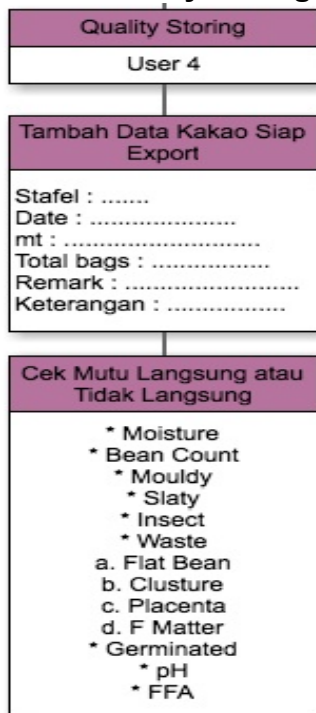 Quality Storing
User 4
Tambah Data Kakao Siap
Export
Stafel : .......
Date : .....................
mt : ............................
Total bags : .................
Remark : .........................
Keterangan : .................
Cek Mutu Langsung atau
Tidak Langsung
* Moisture
* Bean Count
* Mouldy
* Slaty
* Insect
* Waste
a. Flat Bean
b. Clusture
c. Placenta
d. F Matter
* Germinated
* pH
* FFA